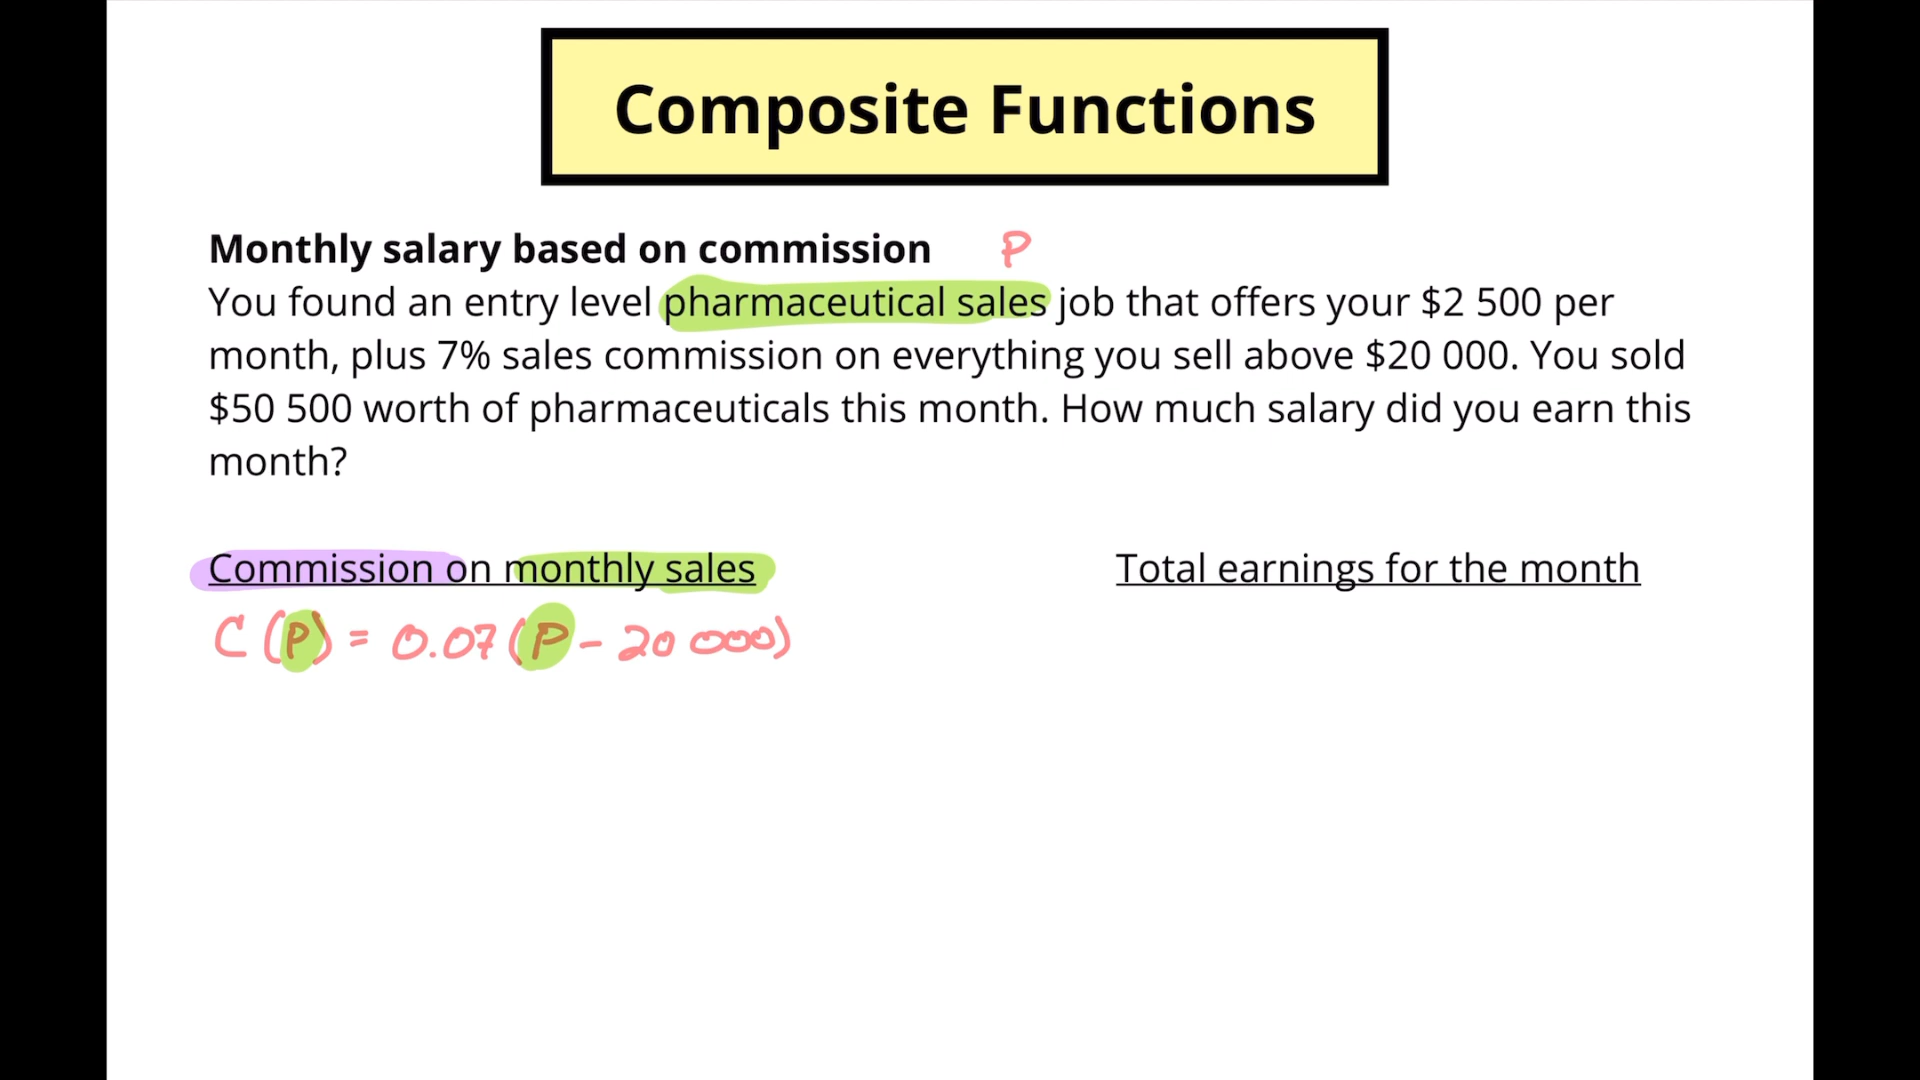 Composite Functions
Monthly salary based on commission P
You found an entry level pharmaceutical sales job that offers your $2 500 per
month, plus 7% sales commission on everything you sell above $20 000. You sold
$50 500 worth of pharmaceuticals this month. How much salary did you earn this
month?
Commission on monthly sales
C(P) = 0.07(P - 20 000)
Total earnings for the month